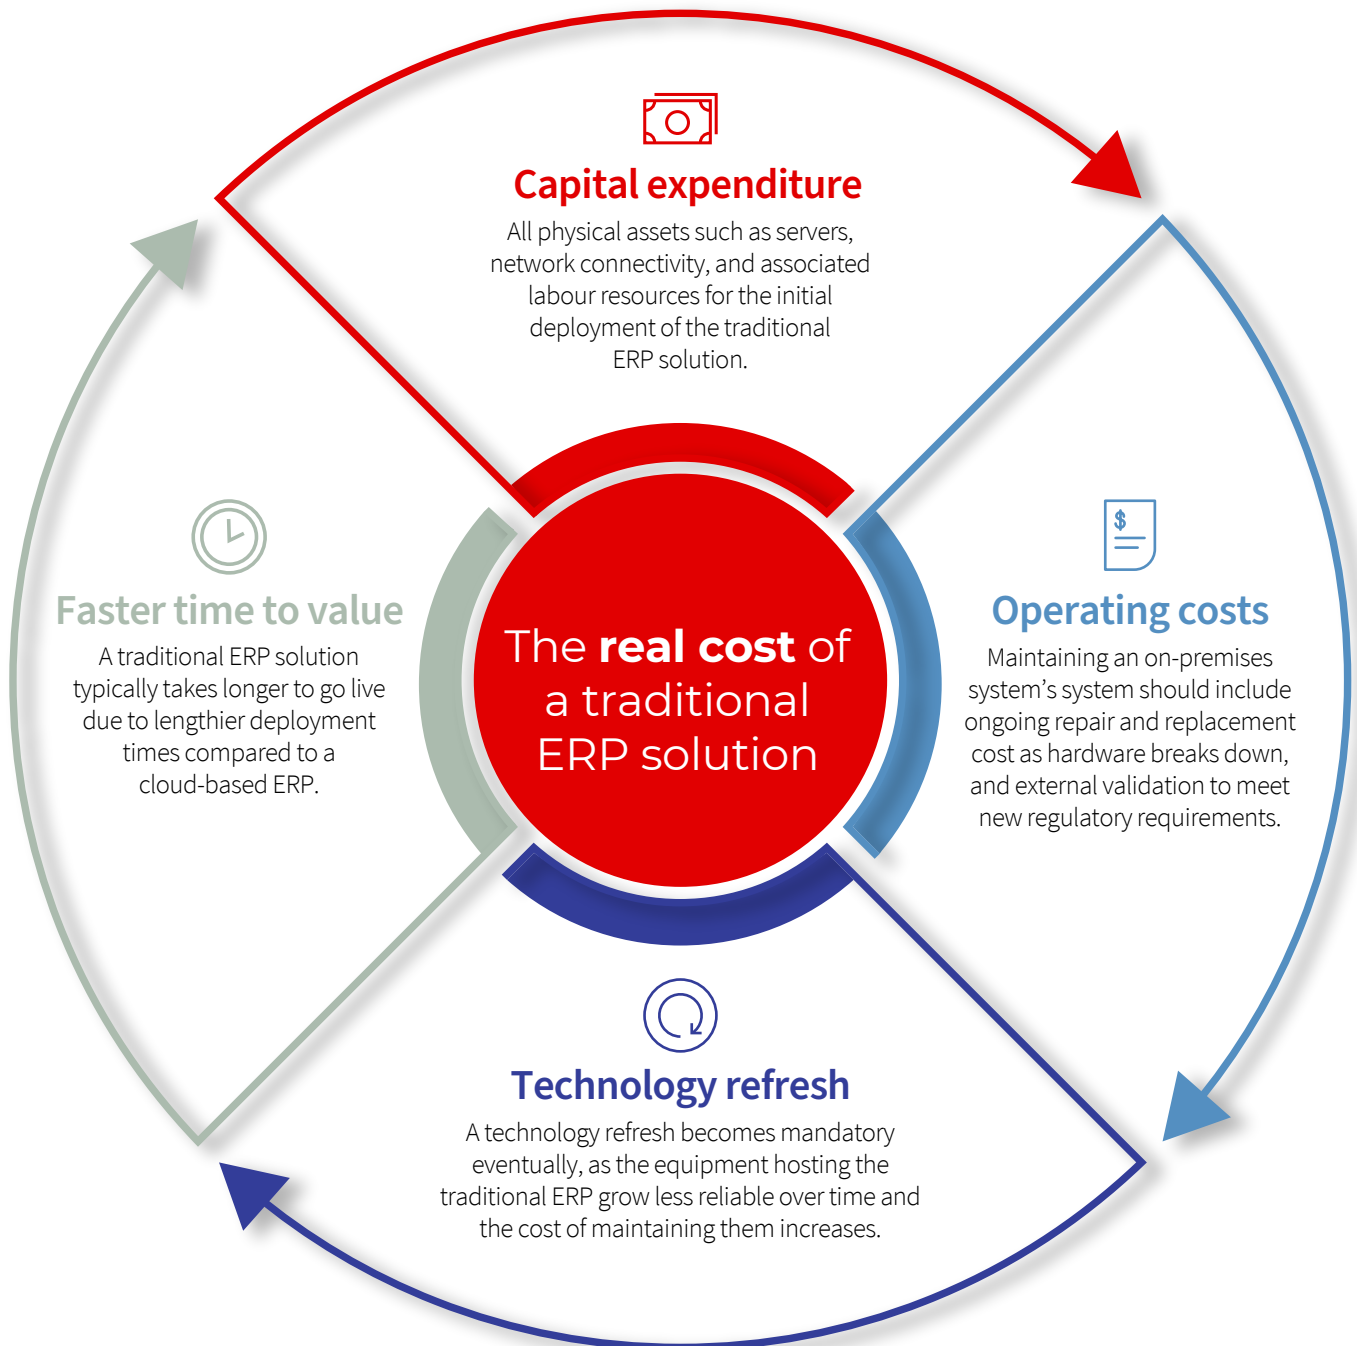 Capital expenditure
All physical assets such as servers,
network connectivity, and associated
labour resources for the initial
deployment of the traditional
ERP solution.
$
Operating costs
Maintaining an on-premises
system’s system should include
ongoing repair and replacement
cost as hardware breaks down,
and external validation to meet
new regulatory requirements.
Technology refresh
A technology refresh becomes mandatory
eventually, as the equipment hosting the
traditional ERP grow less reliable over time and
the cost of maintaining them increases.
Faster time to value
A traditional ERP solution
typically takes longer to go live
due to lengthier deployment
times compared to a
cloud-based ERP.
The real cost of
a traditional
ERP solution